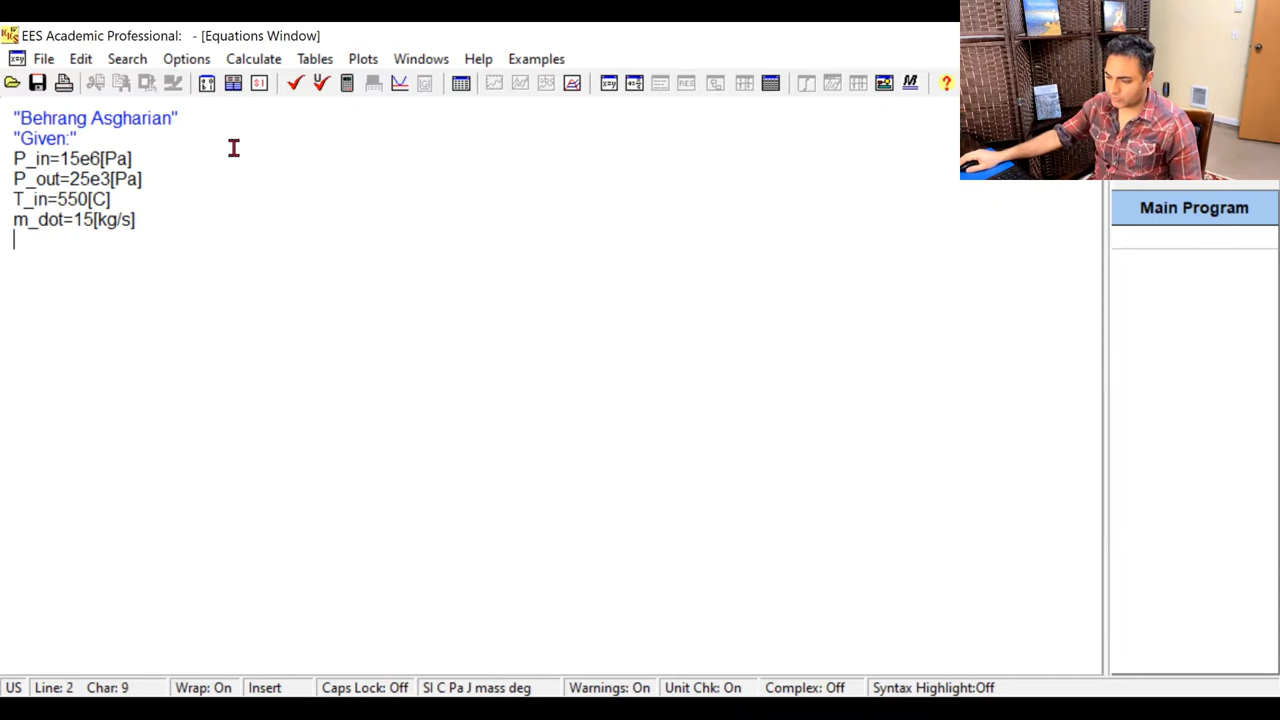 EES Academic Professional:   - [Equations Window]
File Edit Search Options Calculate Tables Plots Windows Help Examples
"Behrang Asgharian"
"Given:"
P_in=15e6[Pa]
P_out=25e3[Pa]
T_in=550[C]
m_dot=15[kg/s]
Main Program
US Line: 2 Char: 9 Wrap: On Insert Caps Lock: Off SI C Pa J mass deg Warnings: On Unit Chk: On Complex: Off Syntax Highlight:Off